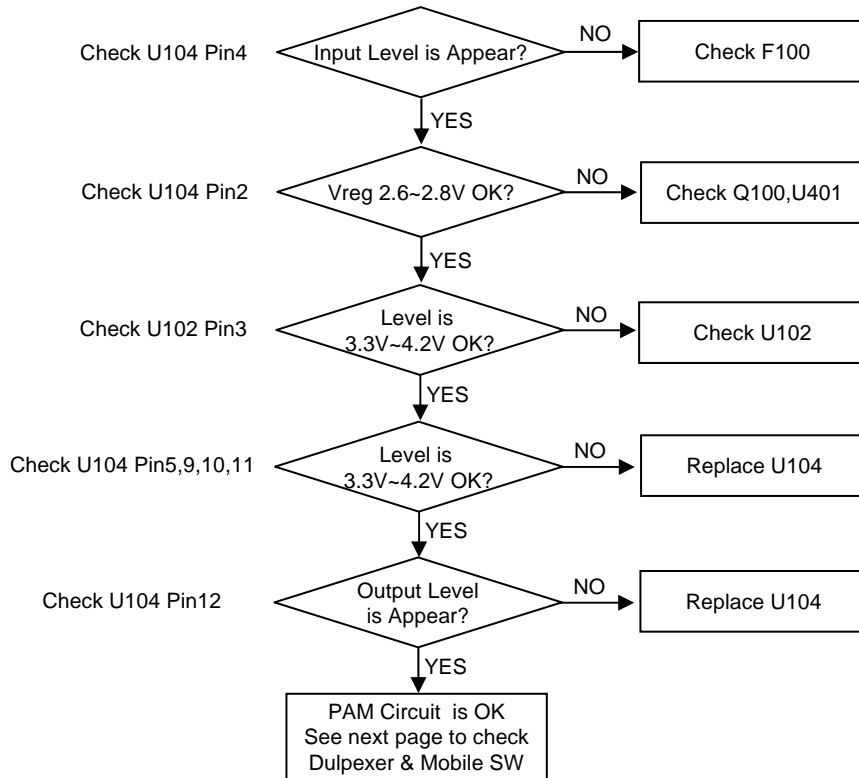 Check U104 Pin4
Input Level is Appear?
NO
Check F100
YES
Check U104 Pin2
Vreg 2.6~2.8V OK?
NO
Check Q100,U401
YES
Check U102 Pin3
Level is
3.3V~4.2V OK?
NO
Check U102
YES
Check U104 Pin5,9,10,11
Level is
3.3V~4.2V OK?
NO
Replace U104
YES
Check U104 Pin12
Output Level
is Appear?
NO
Replace U104
YES
PAM Circuit is OK
See next page to check
Dulpexer & Mobile SW